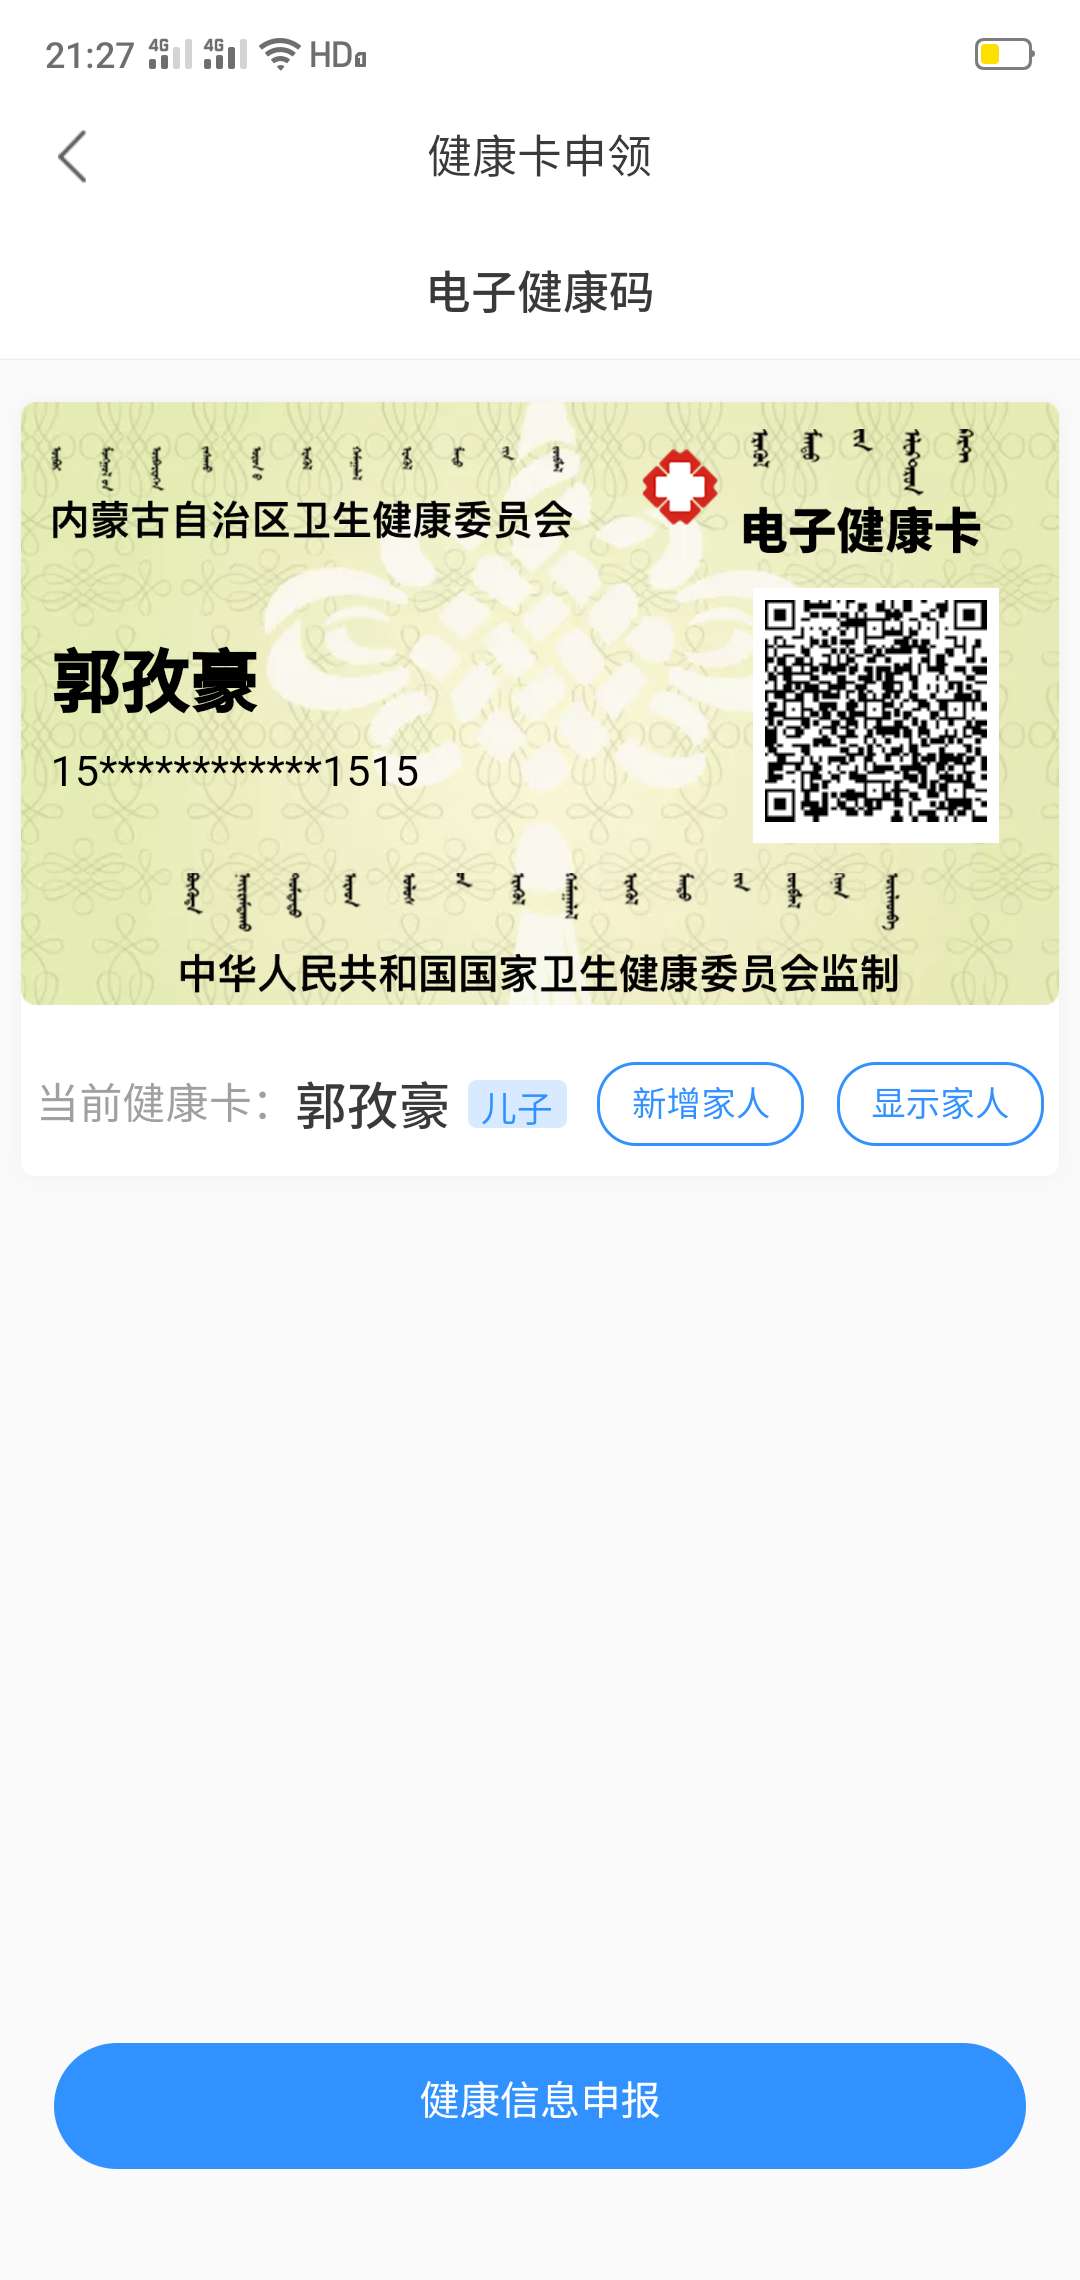 21:27 4G 4G HD1
健康卡申领
电子健康码
内蒙古自治区卫生健康委员会
电子健康卡
郭孜豪
15************1515
中华人民共和国国家卫生健康委员会监制
当前健康卡: 郭孜豪 儿子 新增家人 显示家人
健康信息申报